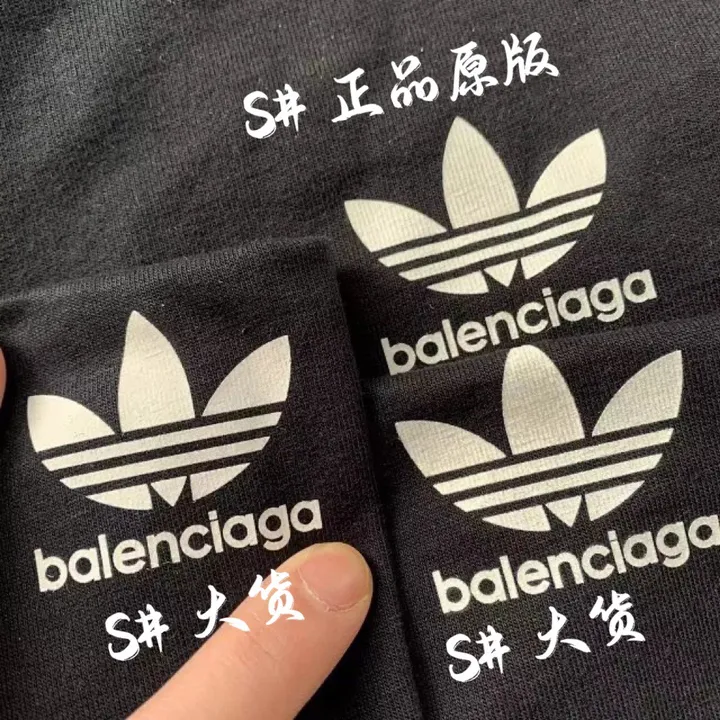 S# 正品原版
balenciaga
balenciaga
S# 大货
balenciaga
S# 大货